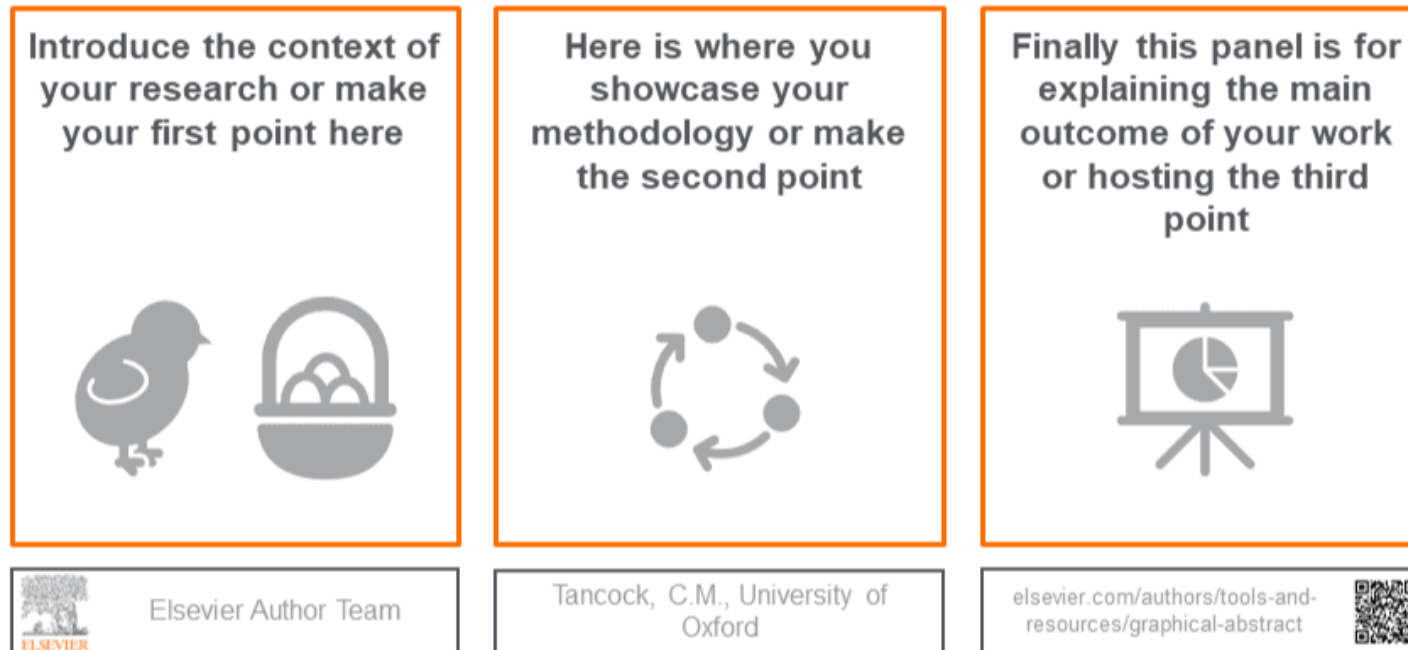 Introduce the context of
your research or make
your first point here
Here is where you
showcase your
methodology or make
the second point
Finally this panel is for
explaining the main
outcome of your work
or hosting the third
point
ELSEVIER
Elsevier Author Team
Tancock, C.M., University of
Oxford
elsevier.com/authors/tools-and-
resources/graphical-abstract